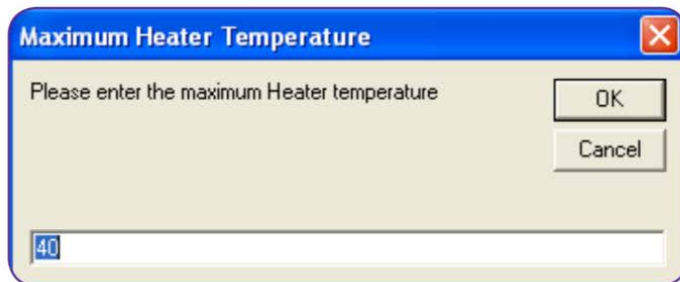 Maximum Heater Temperature
Please enter the maximum Heater temperature
OK
Cancel
40